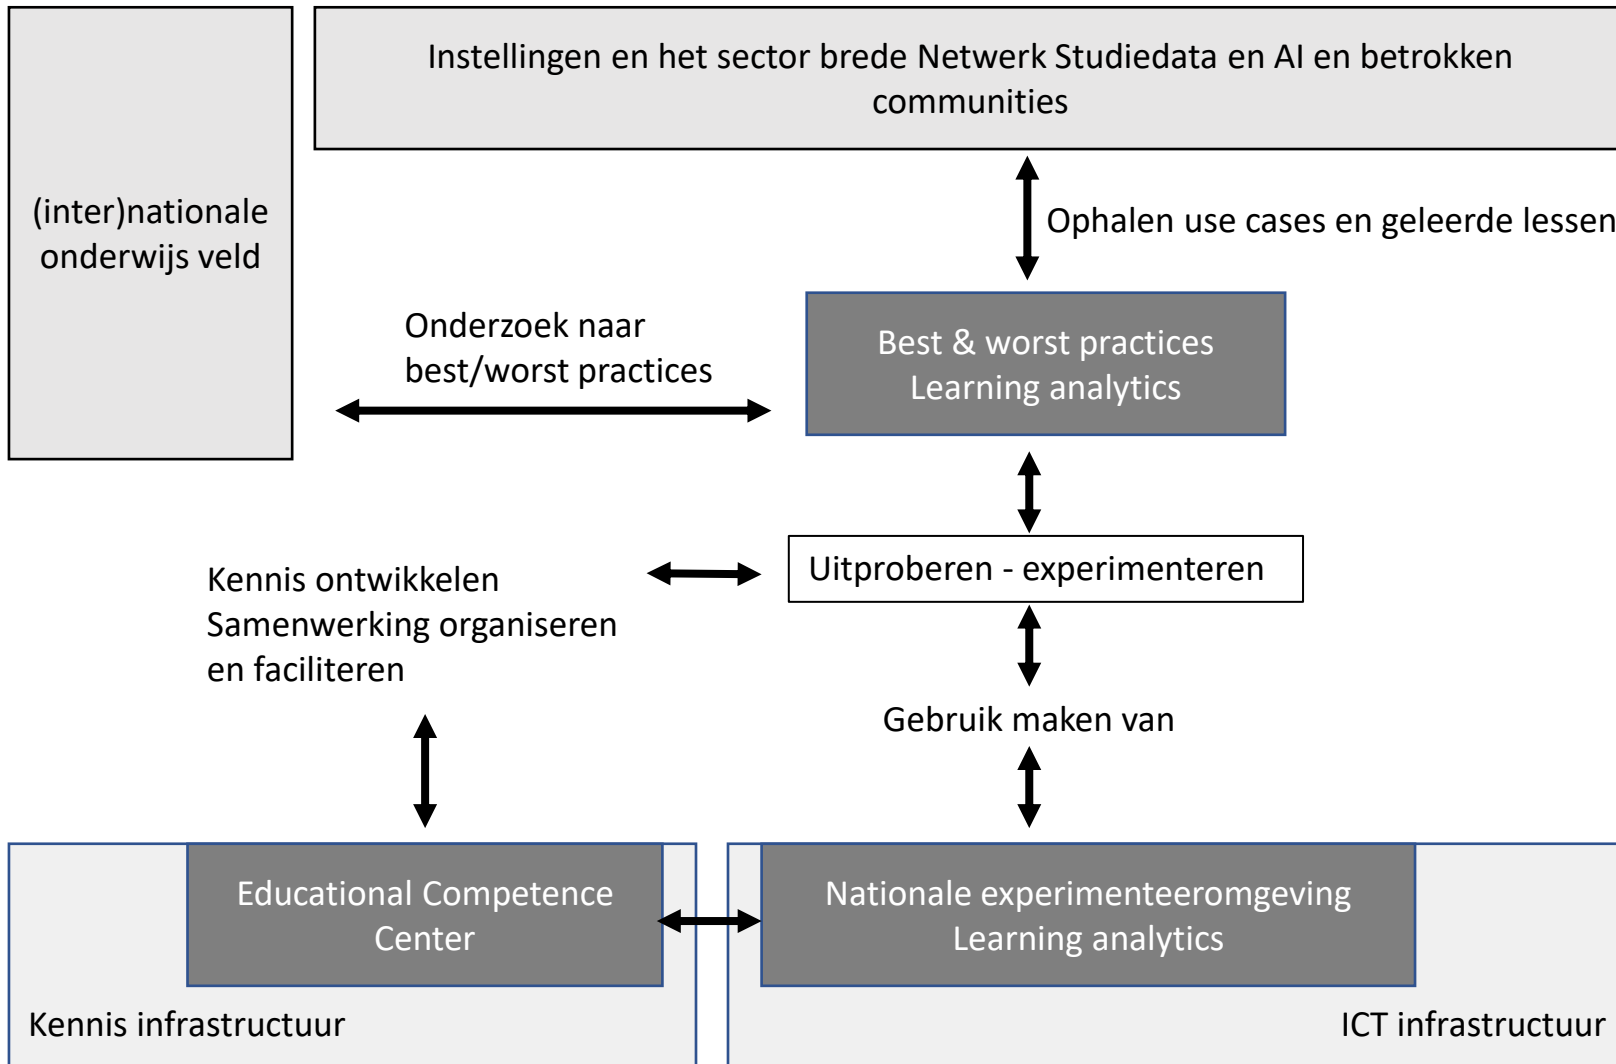 Instellingen en het sector brede Netwerk Studiedata en AI en betrokken
communities
(inter)nationale
onderwijs veld
Ophalen use cases en geleerde lessen
Onderzoek naar
best/worst practices
Best & worst practices
Learning analytics
Uitproberen - experimenteren
Kennis ontwikkelen
Samenwerking organiseren
en faciliteren
Gebruik maken van
Educational Competence
Center
Nationale experimenteeromgeving
Learning analytics
Kennis infrastructuur
ICT infrastructuur